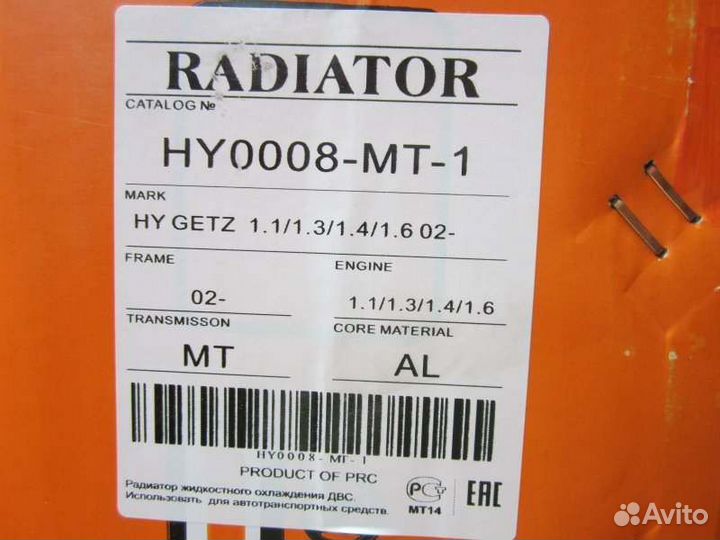 RADIATOR
CATALOG №
HY0008-MT-1
MARK
HY GETZ 1.1/1.3/1.4/1.6 02-
FRAME ENGINE
02- 1.1/1.3/1.4/1.6
TRANSMISSON CORE MATERIAL
MT AL
HY0008-MT-1
PRODUCT OF PRC
Радиатор жидкостного охлаждения ДВС.
Использовать для автотранспортных средств.
РСТ
МТ14
EAC
Avito